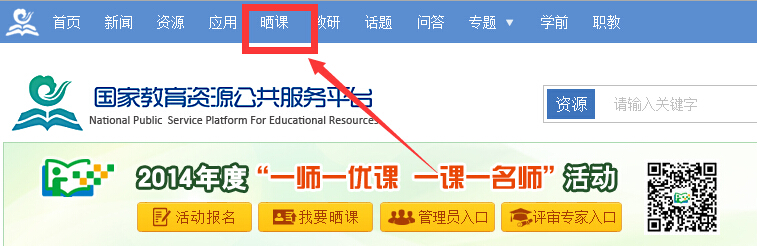 首页 新闻 资源 应用 晒课 教研 话题 问答 专题 学前 职教
国家教育资源公共服务平台
National Public Service Platform For Educational Resources
资源 请输入关键字
2014年度“一师一优课 一课一名师”活动
活动报名 我要晒课 管理员入口 评审专家入口